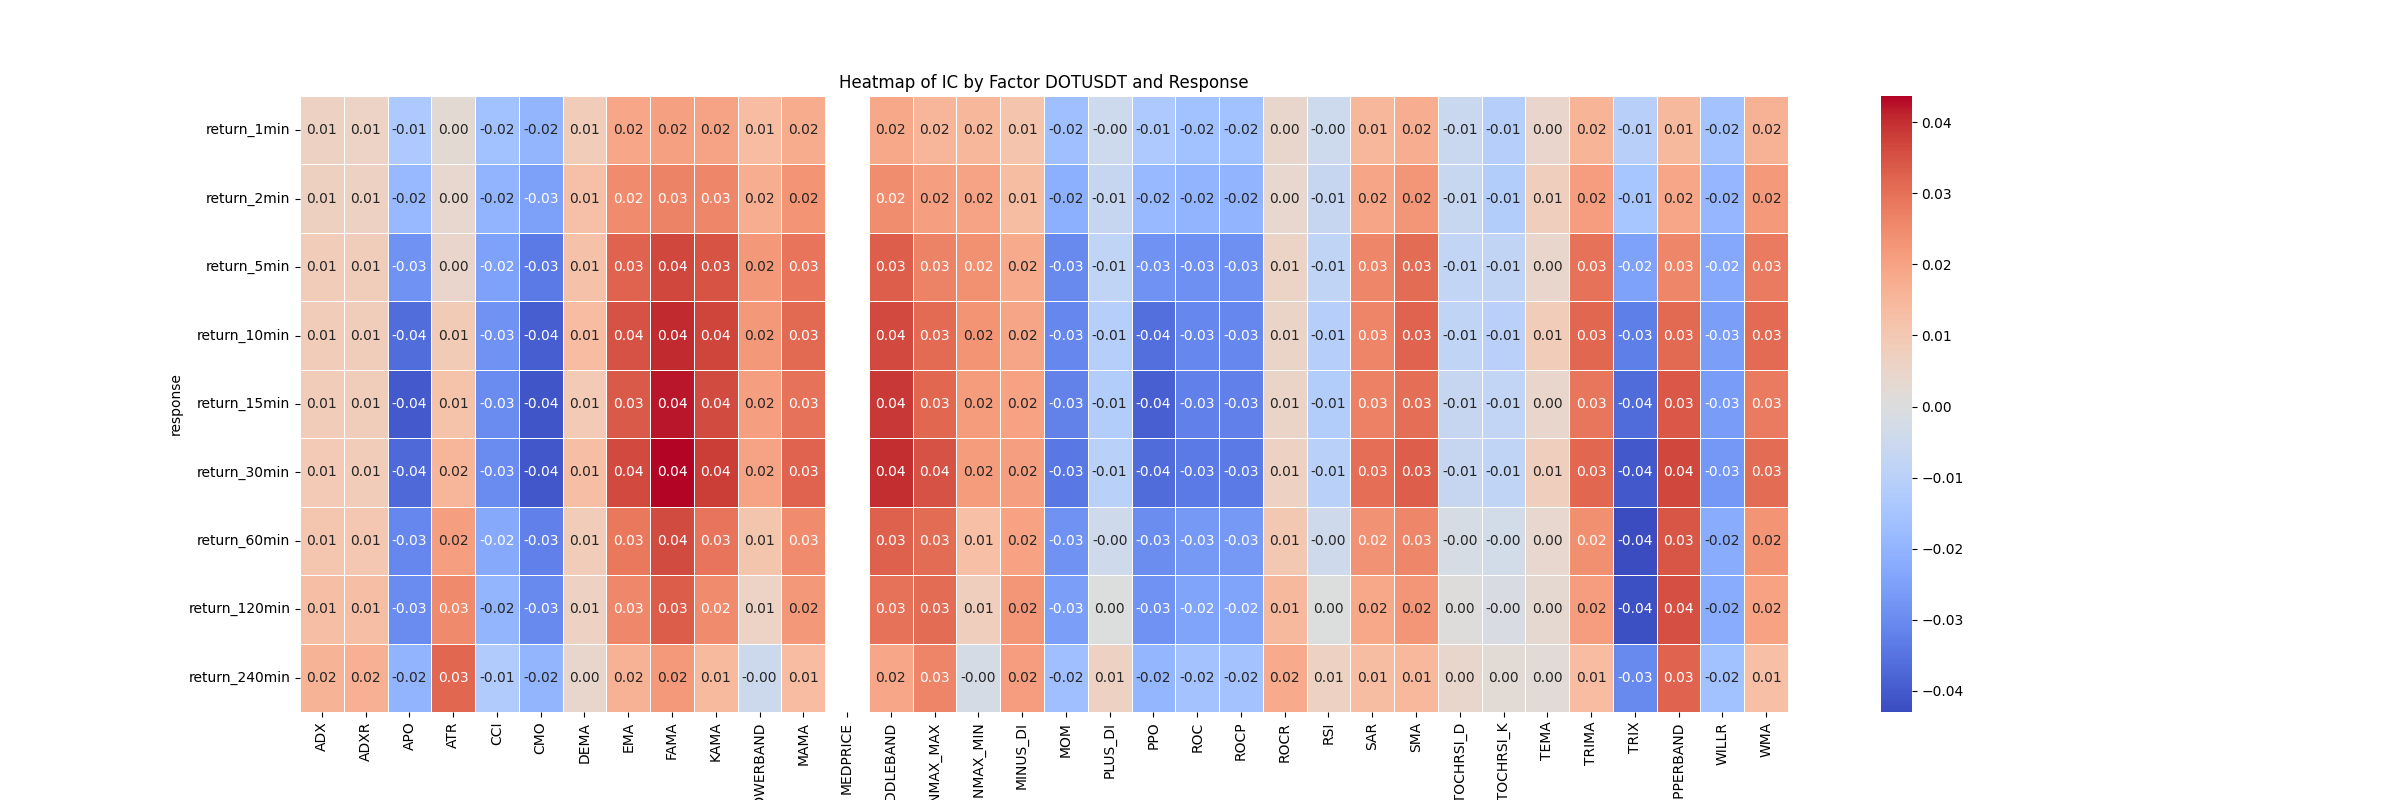 Heatmap of IC by Factor DOTUSDT and Response
response
return_1min 0.01 0.01 -0.01 0.00 -0.02 -0.02 0.01 0.02 0.02 0.02 0.01 0.02 0.02 0.02 0.02 0.01 -0.02 -0.00 -0.01 -0.02 -0.02 0.00 -0.00 0.01 0.02 -0.01 -0.01 0.00 0.02 -0.01 0.01 -0.02 0.02
return_2min 0.01 0.01 -0.02 0.00 -0.02 -0.03 0.01 0.02 0.03 0.03 0.02 0.02 0.02 0.02 0.02 0.01 -0.02 -0.01 -0.02 -0.02 -0.02 0.00 -0.01 0.02 0.02 -0.01 -0.01 0.01 0.02 -0.01 0.02 -0.02 0.02
return_5min 0.01 0.01 -0.03 0.00 -0.02 -0.03 0.01 0.03 0.04 0.03 0.02 0.03 0.03 0.03 0.02 0.02 -0.03 -0.01 -0.03 -0.03 -0.03 0.01 -0.01 0.03 0.03 -0.01 -0.01 0.00 0.03 -0.02 0.03 -0.02 0.03
return_10min 0.01 0.01 -0.04 0.01 -0.03 -0.04 0.01 0.04 0.04 0.04 0.02 0.03 0.04 0.03 0.02 0.02 -0.03 -0.01 -0.04 -0.03 -0.03 0.01 -0.01 0.03 0.03 -0.01 -0.01 0.01 0.03 -0.03 0.03 -0.03 0.03
return_15min 0.01 0.01 -0.04 0.01 -0.03 -0.04 0.01 0.03 0.04 0.04 0.02 0.03 0.04 0.03 0.02 0.02 -0.03 -0.01 -0.04 -0.03 -0.03 0.01 -0.01 0.03 0.03 -0.01 -0.01 0.00 0.03 -0.04 0.03 -0.03 0.03
return_30min 0.01 0.01 -0.04 0.02 -0.03 -0.04 0.01 0.04 0.04 0.04 0.02 0.03 0.04 0.04 0.02 0.02 -0.03 -0.01 -0.04 -0.03 -0.03 0.01 -0.01 0.03 0.03 -0.01 -0.01 0.01 0.03 -0.04 0.04 -0.03 0.03
return_60min 0.01 0.01 -0.03 0.02 -0.02 -0.03 0.01 0.03 0.04 0.03 0.01 0.03 0.03 0.03 0.01 0.02 -0.03 -0.00 -0.03 -0.03 -0.03 0.01 -0.00 0.02 0.03 -0.00 -0.00 0.00 0.02 -0.04 0.03 -0.02 0.02
return_120min 0.01 0.01 -0.03 0.03 -0.02 -0.03 0.01 0.03 0.03 0.02 0.01 0.02 0.03 0.03 0.01 0.02 -0.03 0.00 -0.03 -0.02 -0.02 0.01 0.00 0.02 0.02 0.00 -0.00 0.00 0.02 -0.04 0.04 -0.02 0.02
return_240min 0.02 0.02 -0.02 0.03 -0.01 -0.02 0.00 0.02 0.02 0.01 -0.00 0.01 0.02 0.03 -0.00 0.02 -0.02 0.01 -0.02 -0.02 -0.02 0.02 0.01 0.01 0.01 0.00 0.00 0.00 0.01 -0.03 0.03 -0.02 0.01
ADX
ADXR
APO
ATR
CCI
CMO
DEMA
EMA
FAMA
KAMA
OWERBAND
MAMA
MEDPRICE
DDLEBAND
NMAX_MAX
NMAX_MIN
MINUS_DI
MOM
PLUS_DI
PPO
ROC
ROCP
ROCR
RSI
SAR
SMA
TOCHRSI_D
TOCHRSI_K
TEMA
TRIMA
TRIX
PPERBAND
WILLR
WMA
0.04
0.03
0.02
0.01
0.00
−0.01
−0.02
−0.03
−0.04